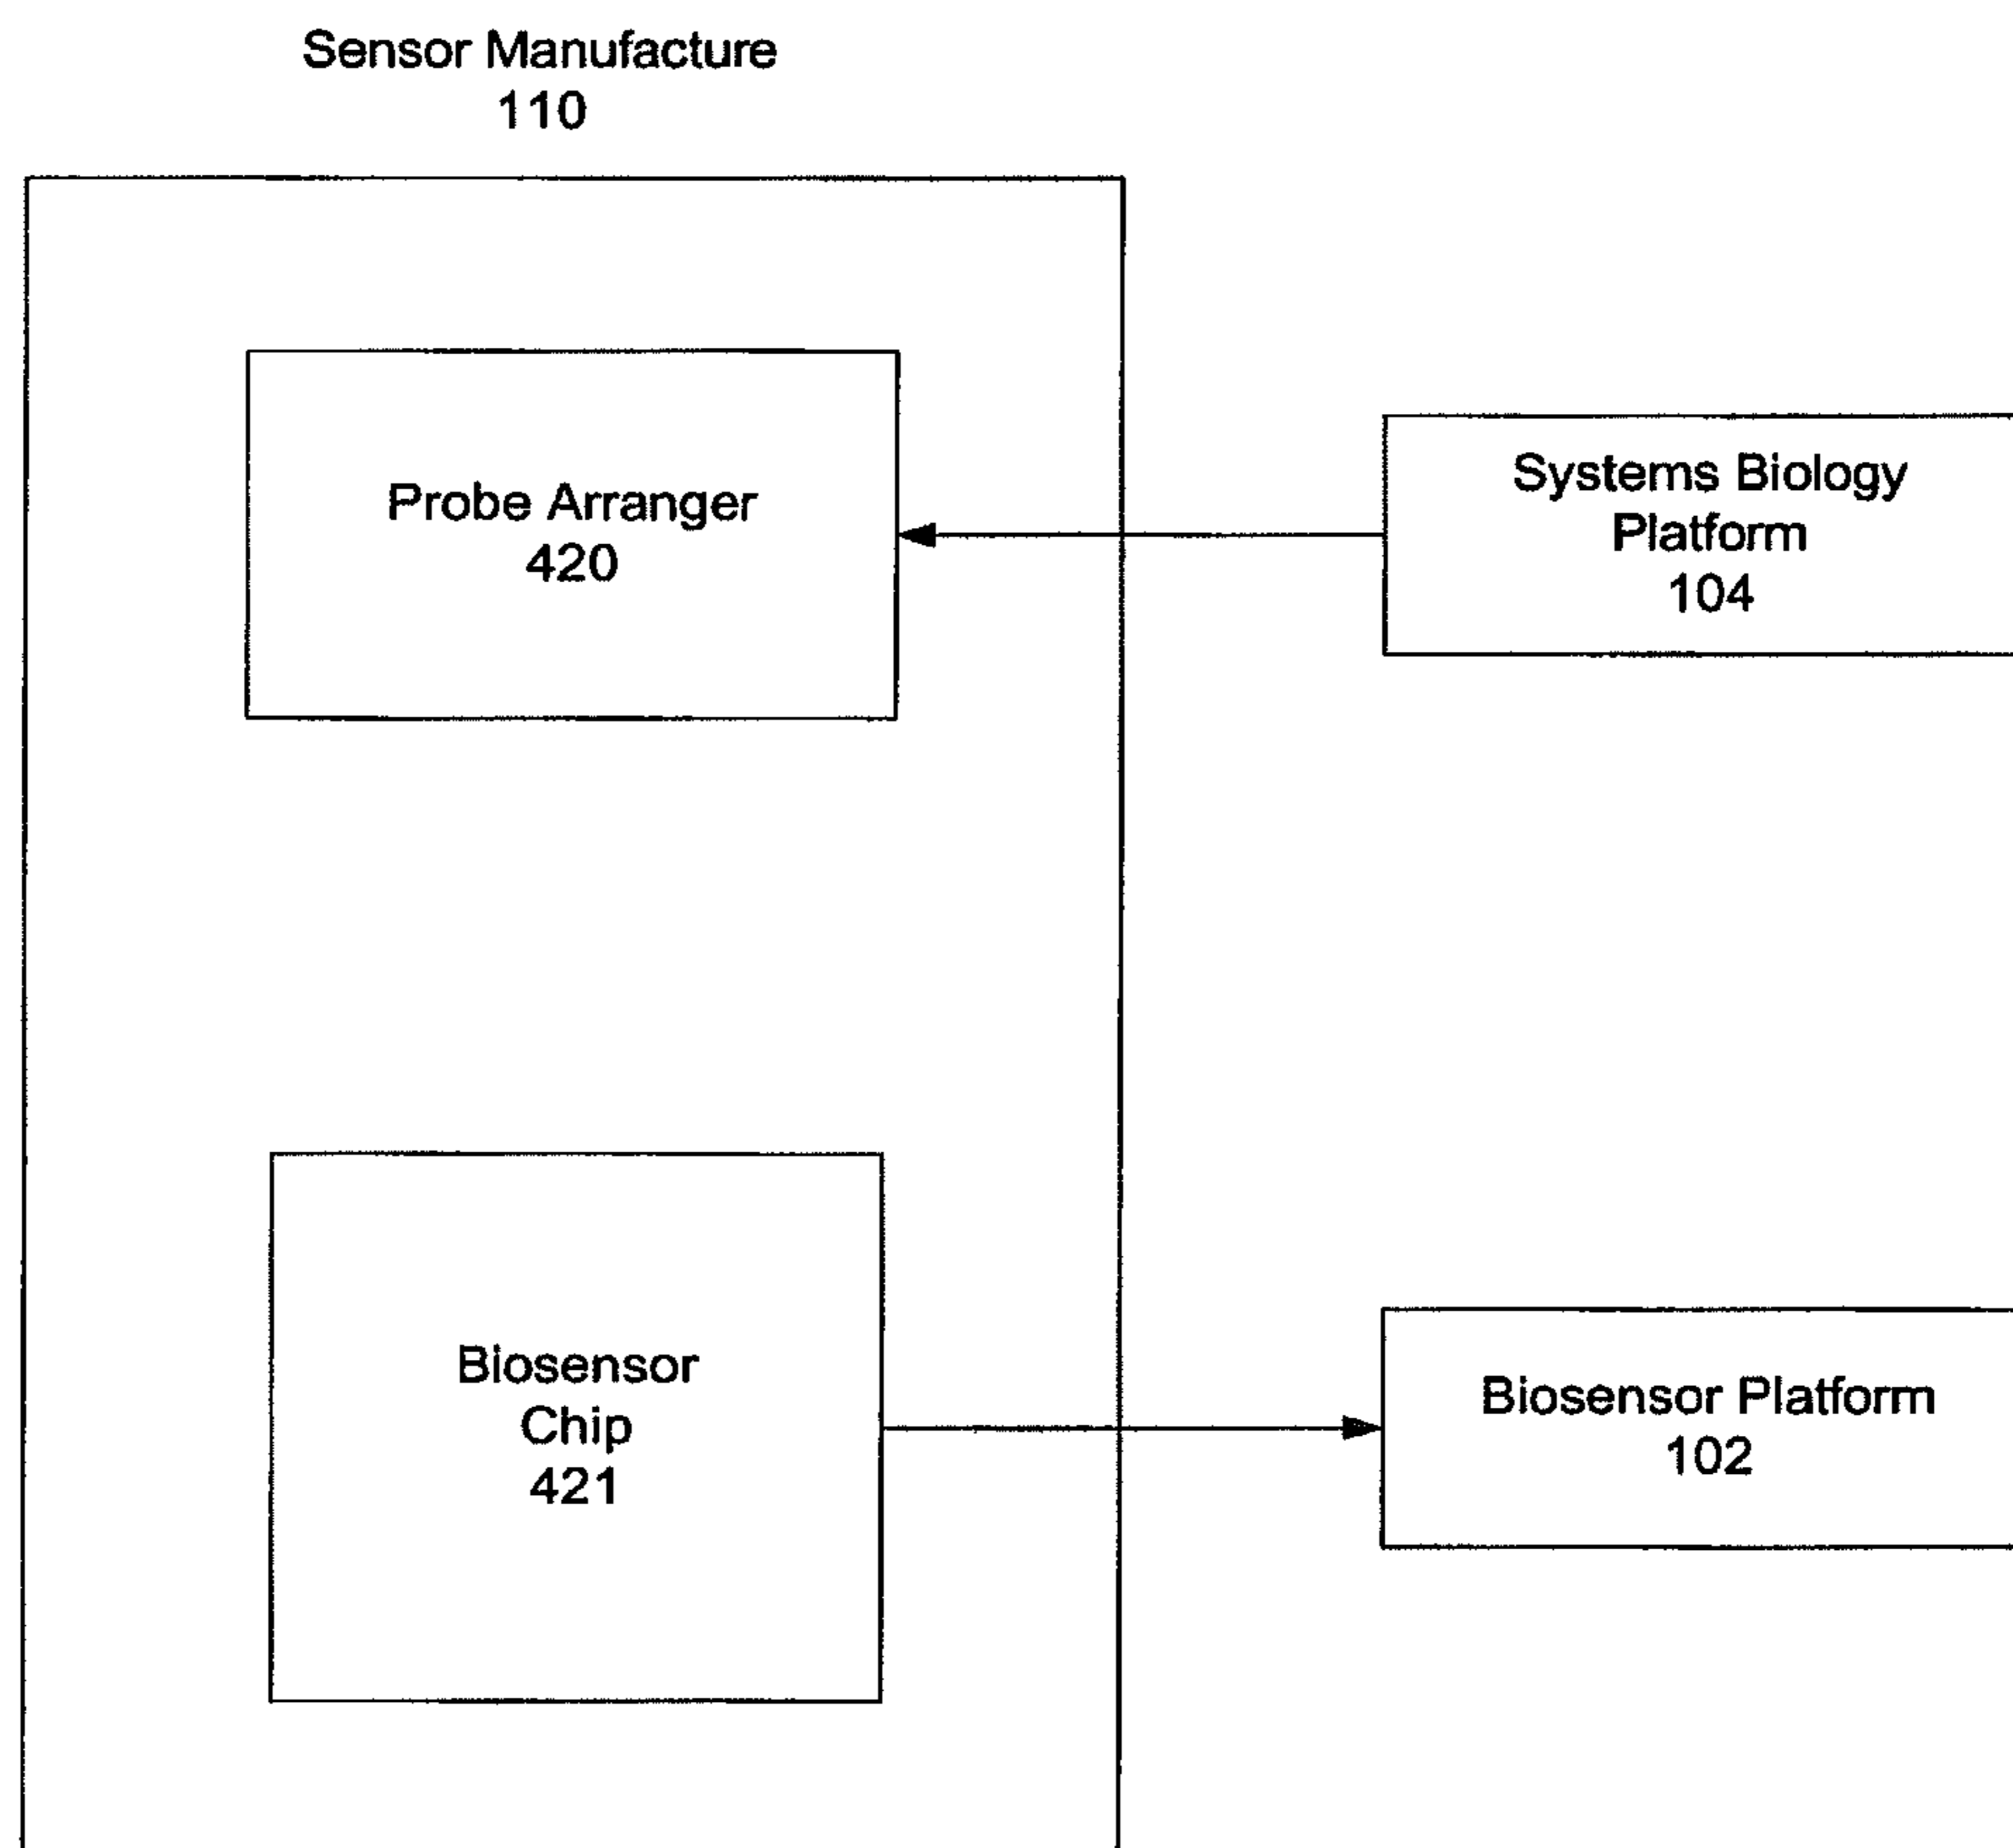 Sensor Manufacture
110
Probe Arranger
420
Systems Biology
Platform
104
Biosensor
Chip
421
Biosensor Platform
102